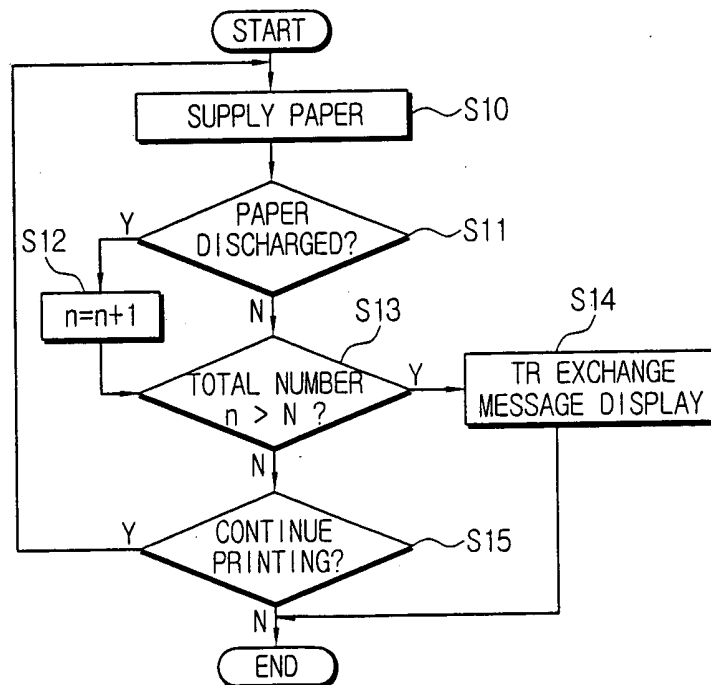 START
SUPPLY PAPER
S10
PAPER
DISCHARGED?
S11
Y
S12
n=n+1
N
S13
TOTAL NUMBER
n > N ?
Y
S14
TR EXCHANGE
MESSAGE DISPLAY
N
Y
CONTINUE
PRINTING?
S15
N
END